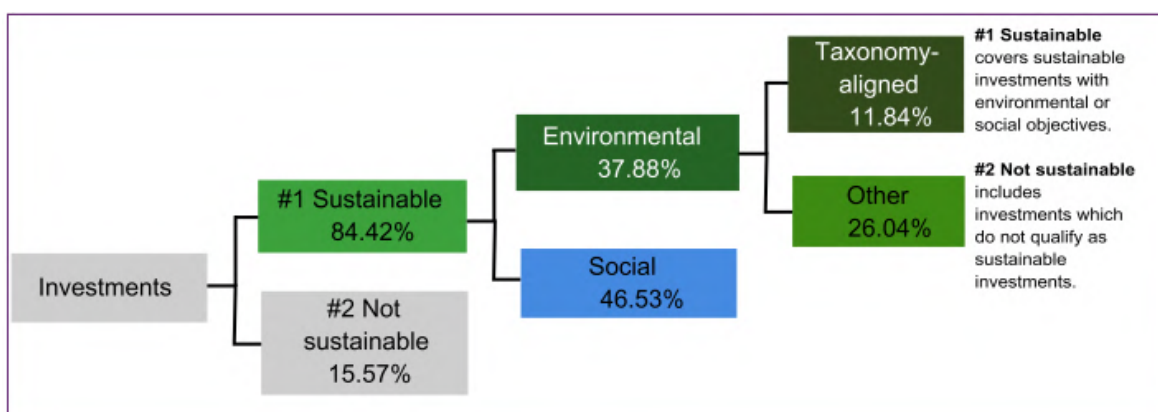 Investments
#1 Sustainable
84.42%
#2 Not
sustainable
15.57%
Environmental
37.88%
Social
46.53%
Taxonomy-
aligned
11.84%
Other
26.04%
#1 Sustainable
covers sustainable
investments with
environmental or
social objectives.
#2 Not sustainable
includes
investments which
do not qualify as
sustainable
investments.